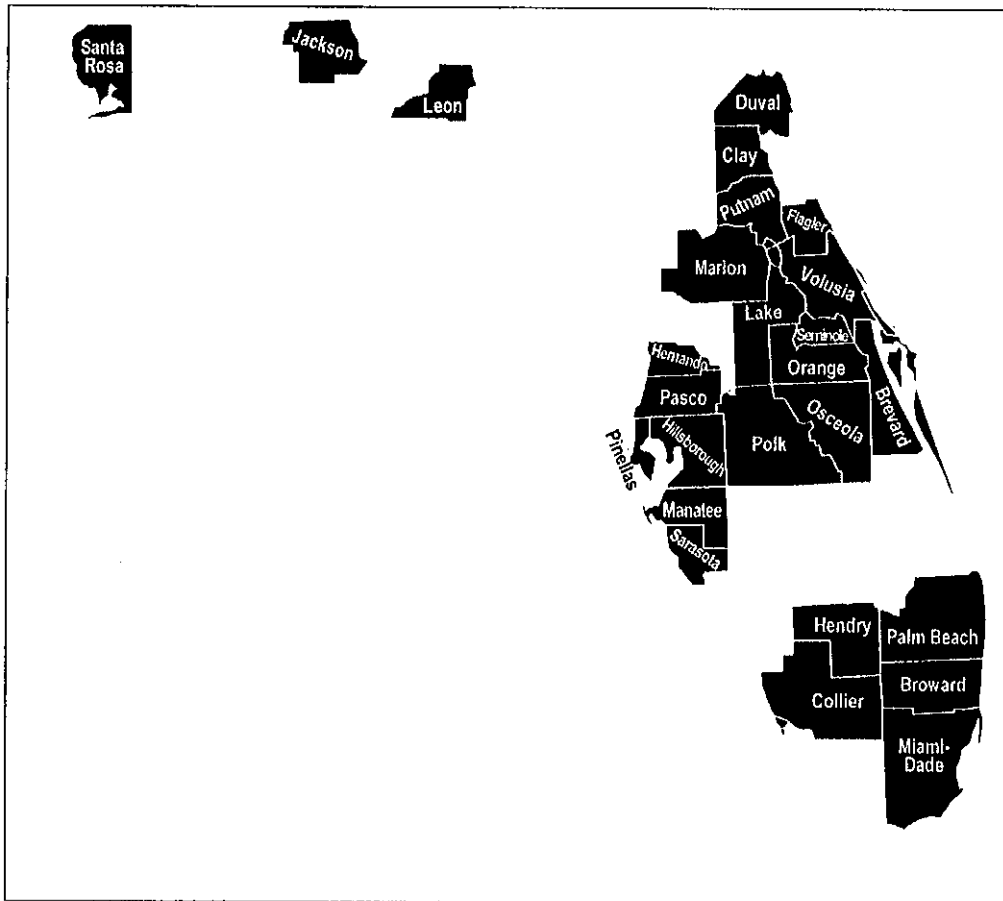 Santa
Rosa
Jackson
Leon
Duval
Clay
Putnam
Flagler
Marion
Volusia
Lake
Seminole
Hernando
Orange
Pasco
Osceola
Brevard
Hillsborough
Polk
Pinellas
Manatee
Sarasota
Hendry
Palm Beach
Broward
Collier
Miami-
Dade